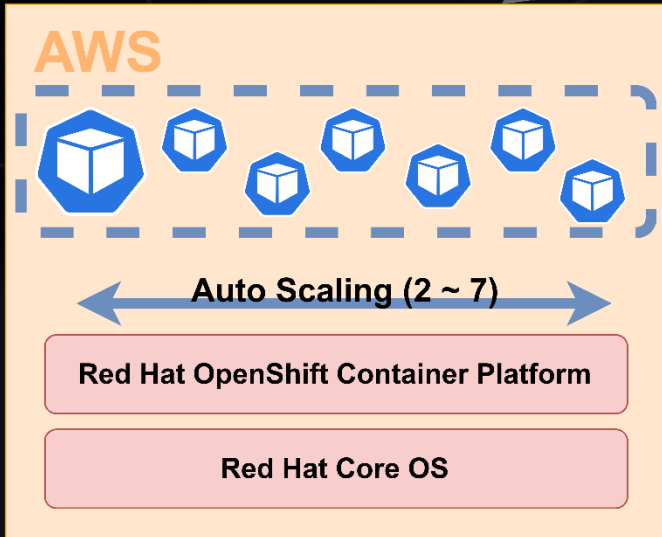 AWS
Auto Scaling (2 ~ 7)
Red Hat OpenShift Container Platform
Red Hat Core OS